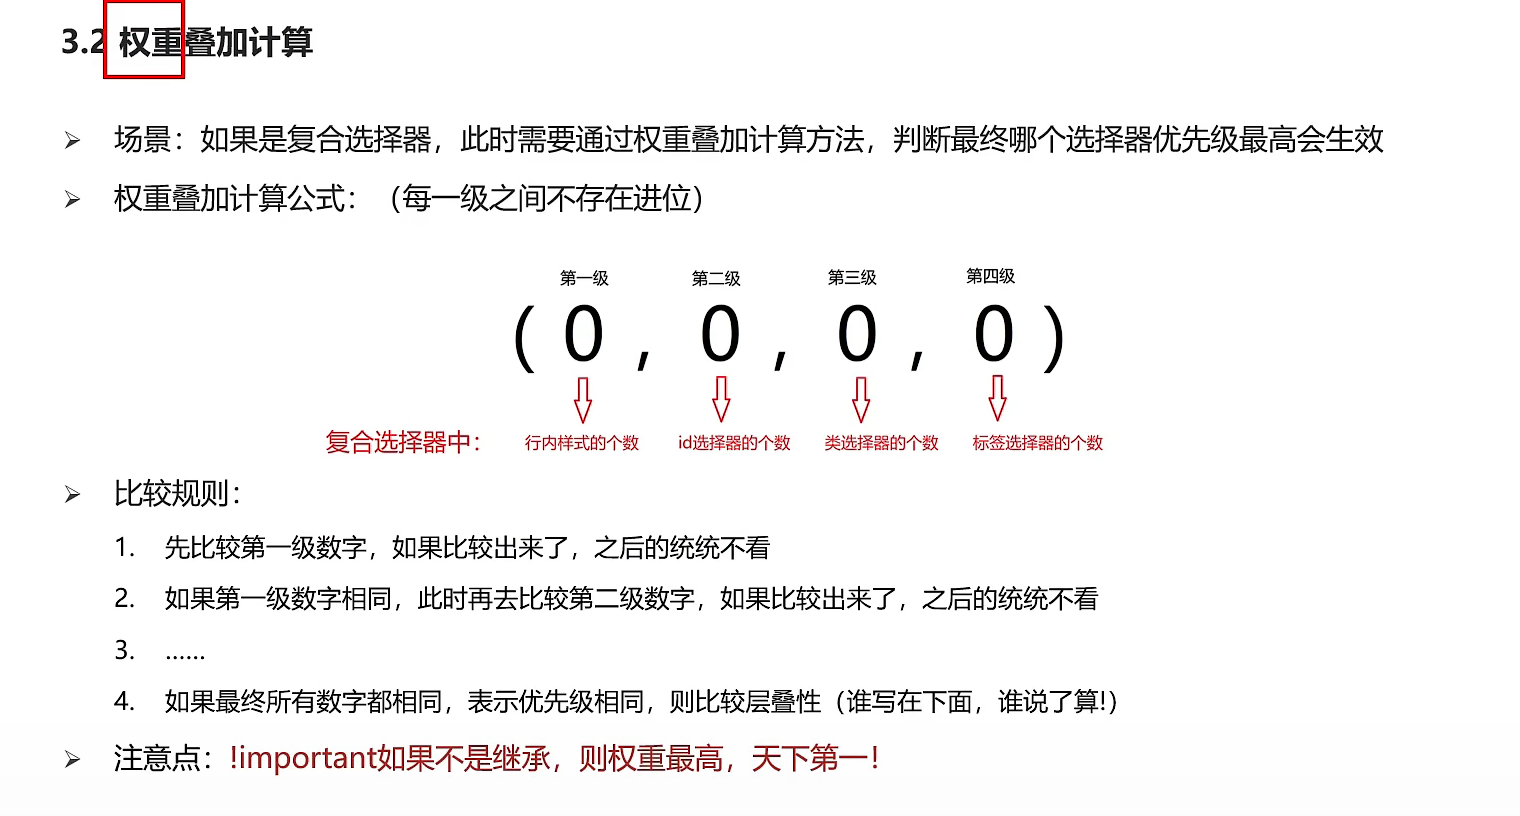 3.2 权重叠加计算
场景：如果是复合选择器，此时需要通过权重叠加计算方法，判断最终哪个选择器优先级最高会生效
权重叠加计算公式：（每一级之间不存在进位）
第一级 第二级 第三级 第四级
( 0 , 0 , 0 , 0 )
复合选择器中： 行内样式的个数 id选择器的个数 类选择器的个数 标签选择器的个数
比较规则：
1. 先比较第一级数字，如果比较出来了，之后的统统不看
2. 如果第一级数字相同，此时再去比较第二级数字，如果比较出来了，之后的统统不看
3. ……
4. 如果最终所有数字都相同，表示优先级相同，则比较层叠性（谁写在下面，谁说了算!）
注意点：!important如果不是继承，则权重最高，天下第一！